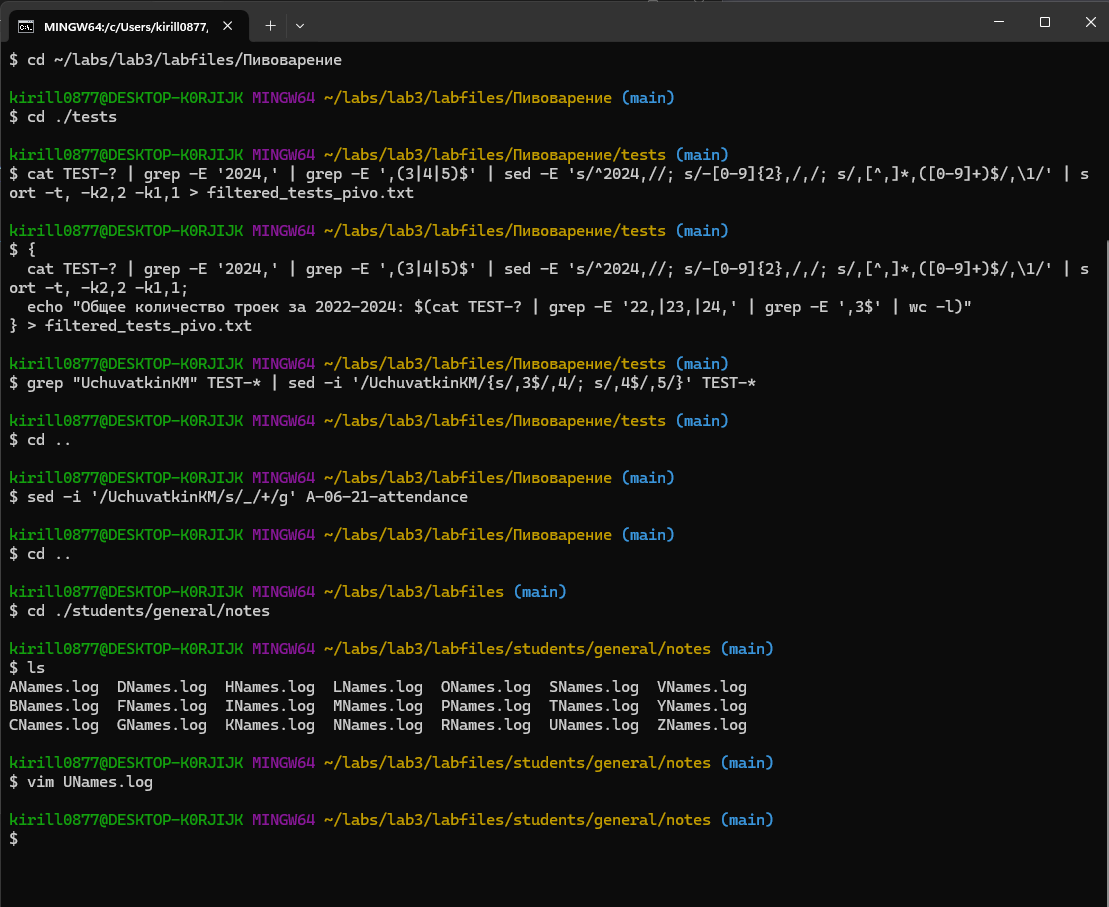 MINGW64:/c/Users/kirill0877,
$ cd ~/labs/lab3/labfiles/Пивоварение
kirill0877@DESKTOP-K0RJIJK MINGW64 ~/labs/lab3/labfiles/Пивоварение (main)
$ cd ./tests
kirill0877@DESKTOP-K0RJIJK MINGW64 ~/labs/lab3/labfiles/Пивоварение/tests (main)
$ cat TEST-? | grep -E '2024,' | grep -E ',(3|4|5)$' | sed -E 's/^2024,//; s/-[0-9]{2},/,/; s/,[^,]*,([0-9]+)$/,\1/' | s
ort -t, -k2,2 -k1,1 > filtered_tests_pivo.txt
kirill0877@DESKTOP-K0RJIJK MINGW64 ~/labs/lab3/labfiles/Пивоварение/tests (main)
$ {
  cat TEST-? | grep -E '2024,' | grep -E ',(3|4|5)$' | sed -E 's/^2024,//; s/-[0-9]{2},/,/; s/,[^,]*,([0-9]+)$/,\1/' | s
ort -t, -k2,2 -k1,1;
  echo "Общее количество троек за 2022-2024: $(cat TEST-? | grep -E '22,|23,|24,' | grep -E ',3$' | wc -l)"
} > filtered_tests_pivo.txt
kirill0877@DESKTOP-K0RJIJK MINGW64 ~/labs/lab3/labfiles/Пивоварение/tests (main)
$ grep "UchuvatkinKM" TEST-* | sed -i '/UchuvatkinKM/{s/,3$/,4/; s/,4$/,5/}' TEST-*
kirill0877@DESKTOP-K0RJIJK MINGW64 ~/labs/lab3/labfiles/Пивоварение/tests (main)
$ cd ..
kirill0877@DESKTOP-K0RJIJK MINGW64 ~/labs/lab3/labfiles/Пивоварение (main)
$ sed -i '/UchuvatkinKM/s/_/+/g' A-06-21-attendance
kirill0877@DESKTOP-K0RJIJK MINGW64 ~/labs/lab3/labfiles/Пивоварение (main)
$ cd ..
kirill0877@DESKTOP-K0RJIJK MINGW64 ~/labs/lab3/labfiles (main)
$ cd ./students/general/notes
kirill0877@DESKTOP-K0RJIJK MINGW64 ~/labs/lab3/labfiles/students/general/notes (main)
$ ls
ANames.log  DNames.log  HNames.log  LNames.log  ONames.log  SNames.log  VNames.log
BNames.log  FNames.log  INames.log  MNames.log  PNames.log  TNames.log  YNames.log
CNames.log  GNames.log  KNames.log  NNames.log  RNames.log  UNames.log  ZNames.log
kirill0877@DESKTOP-K0RJIJK MINGW64 ~/labs/lab3/labfiles/students/general/notes (main)
$ vim UNames.log
kirill0877@DESKTOP-K0RJIJK MINGW64 ~/labs/lab3/labfiles/students/general/notes (main)
$